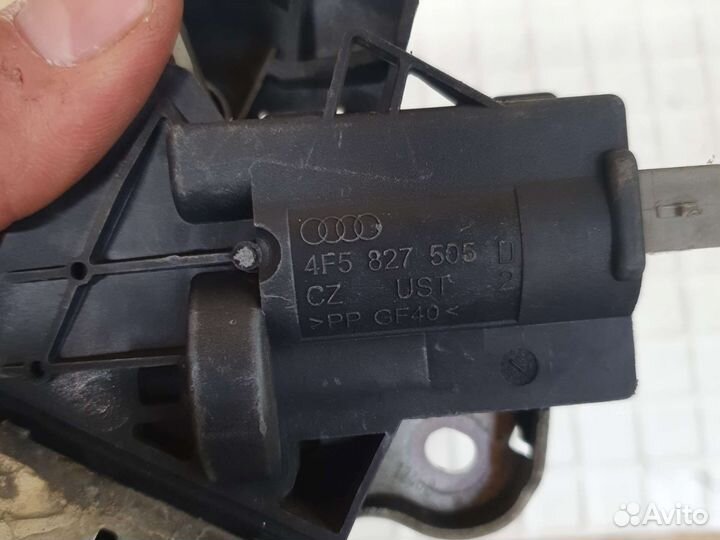 4F5 827 505 D
CZ UST 2
>PP GF40<
Avito